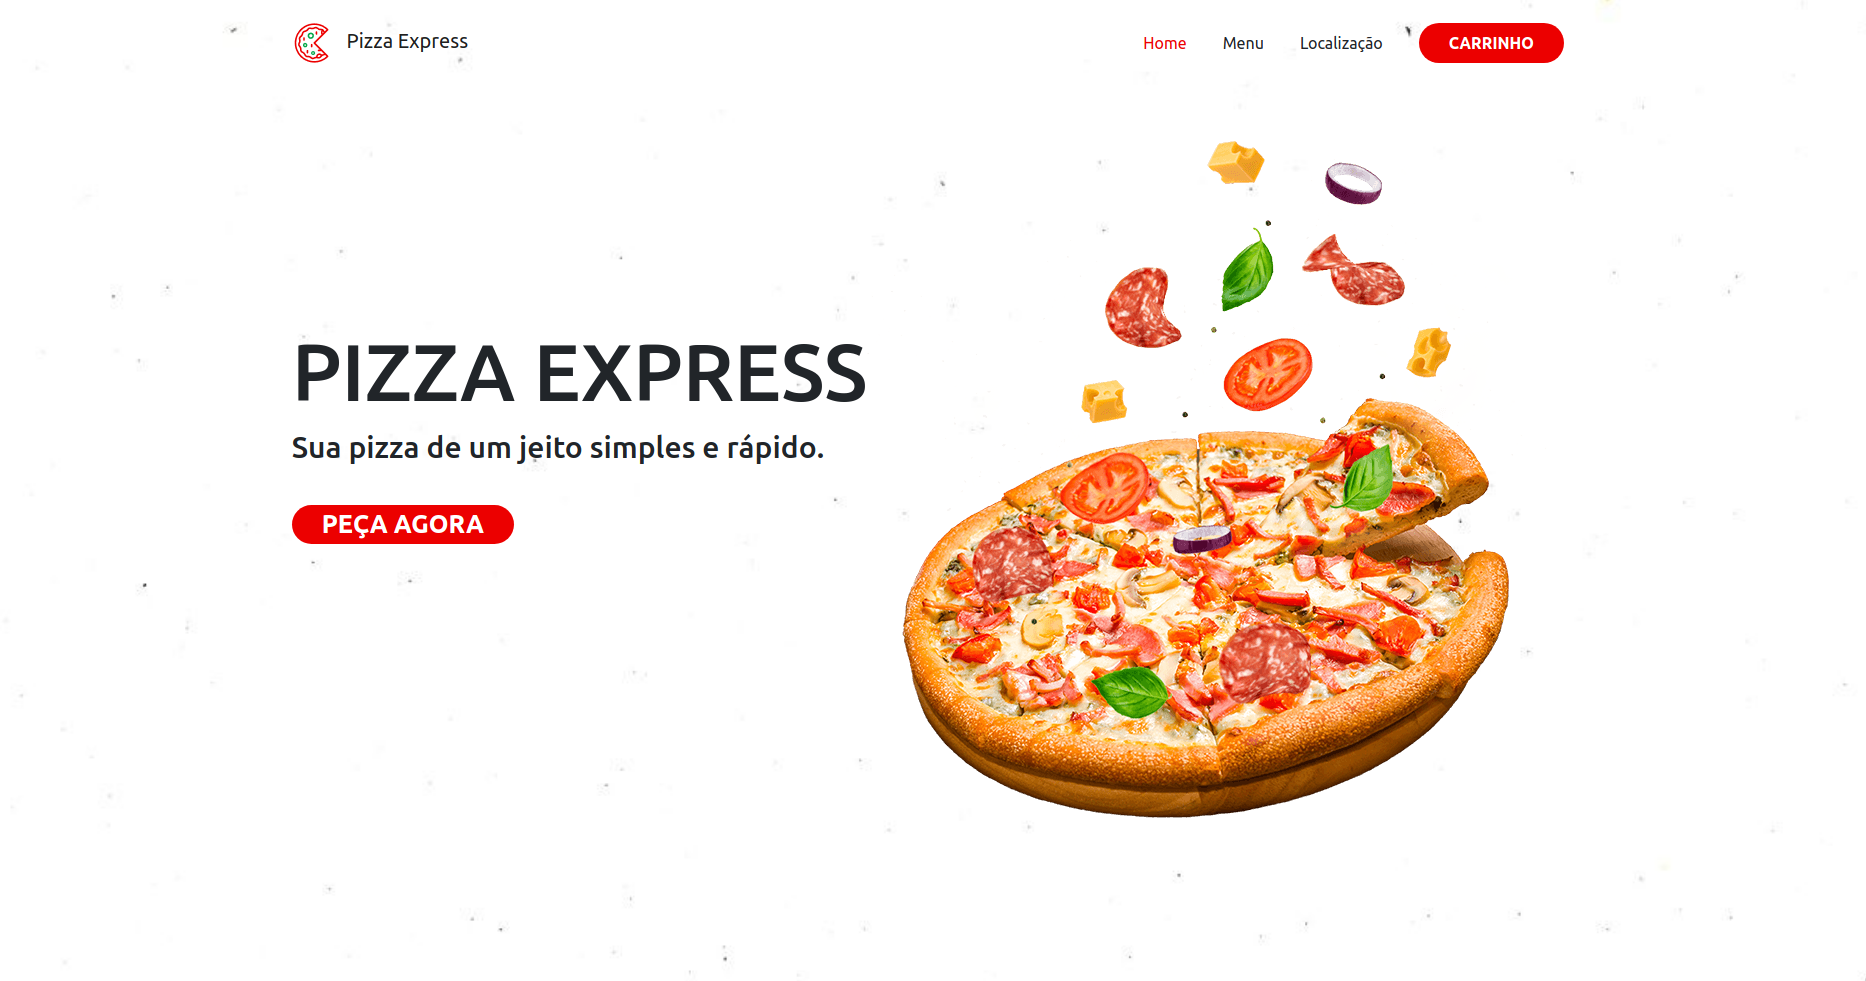 Pizza Express
Home
Menu
Localização
CARRINHO
PIZZA EXPRESS
Sua pizza de um jeito simples e rápido.
PEÇA AGORA